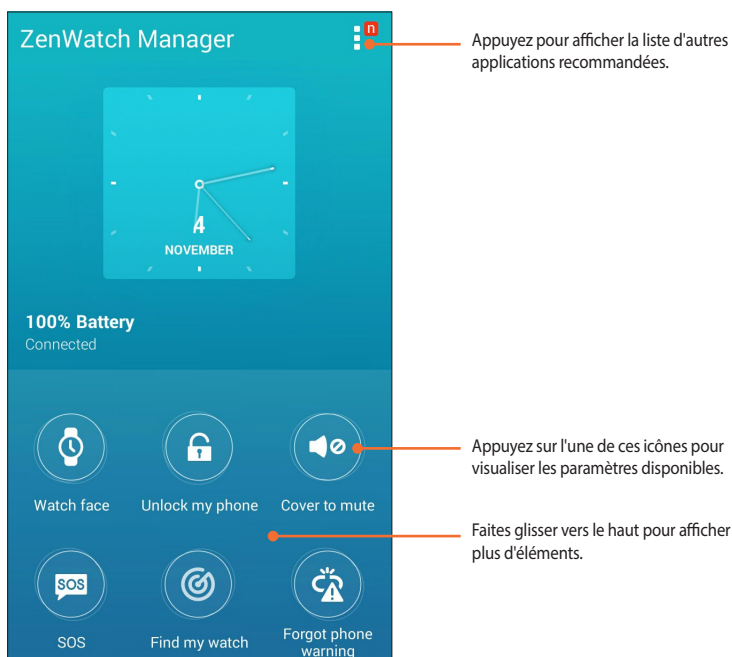 ZenWatch Manager
n
Appuyez pour afficher la liste d'autres
applications recommandées.
4
NOVEMBER
100% Battery
Connected
Appuyez sur l'une de ces icônes pour
visualiser les paramètres disponibles.
Watch face
Unlock my phone
Cover to mute
Faites glisser vers le haut pour afficher
plus d'éléments.
SOS
SOS
Find my watch
Forgot phone
warning